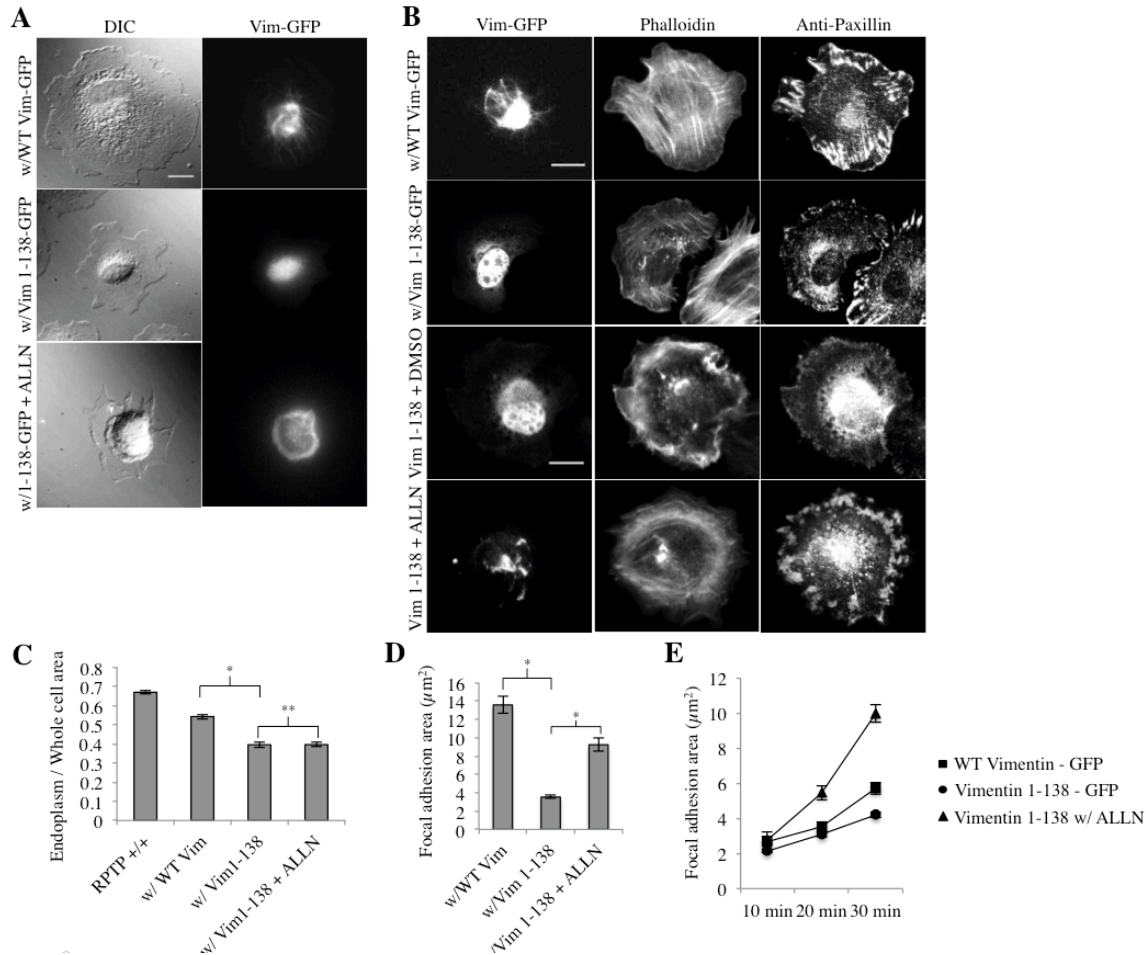 A
DIC
Vim-GFP
w/WT Vim-GFP
w/Vim 1-138-GFP
w/1-138-GFP + ALLN
B
Vim-GFP
Phalloidin
Anti-Paxillin
w/WT Vim-GFP
w/Vim 1-138-GFP
Vim 1-138 + DMSO
Vim 1-138 + ALLN
C
Endoplasm / Whole cell area
0.8
0.7
0.6
0.5
0.4
0.3
0.2
0.1
0
*
**
RPTP +/+
w/ WT Vim
w/ Vim1-138
w/ Vim1-138 + ALLN
D
Focal adhesion area (µm²)
16
14
12
10
8
6
4
2
0
*
*
w/WT Vim
w/Vim 1-138
/Vim 1-138 + ALLN
E
Focal adhesion area (µm²)
12
10
8
6
4
2
0
10 min
20 min
30 min
WT Vimentin - GFP
Vimentin 1-138 - GFP
Vimentin 1-138 w/ ALLN